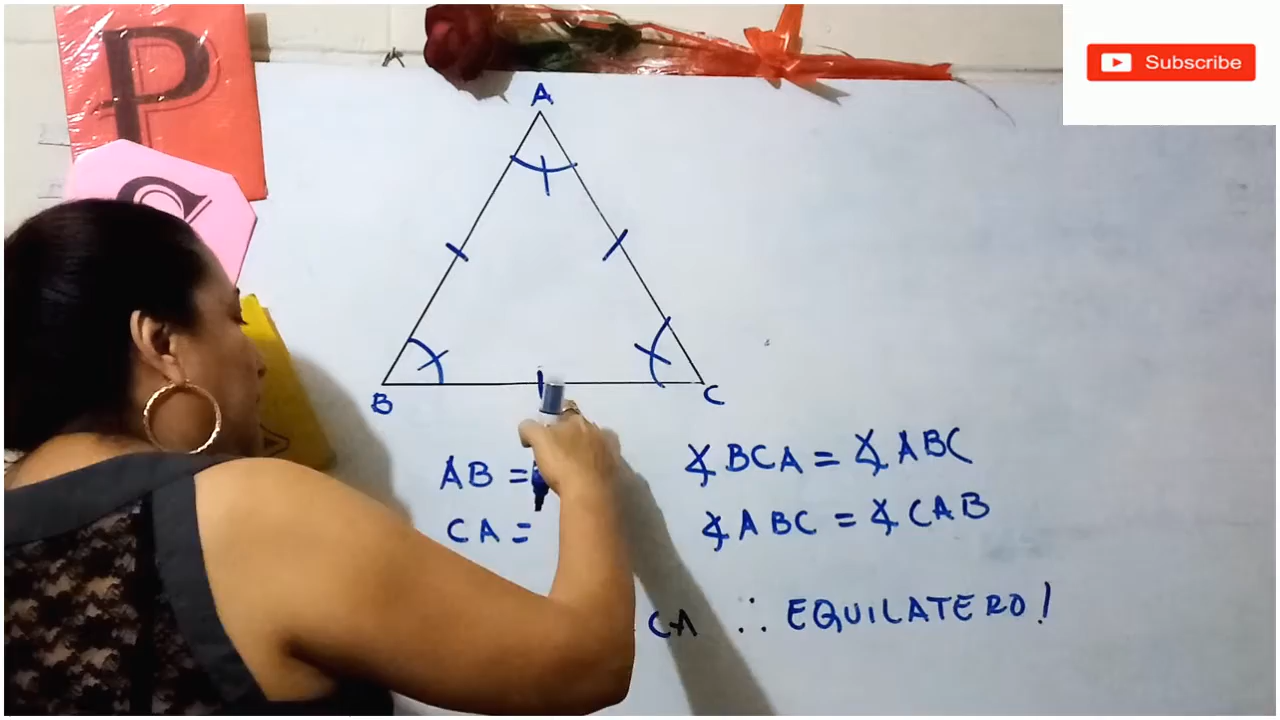 P
Subscribe
A
B
C
AB =
∡ BCA = ∡ ABC
CA =
∡ ABC = ∡ CAB
CA ∴ EQUILATERO!